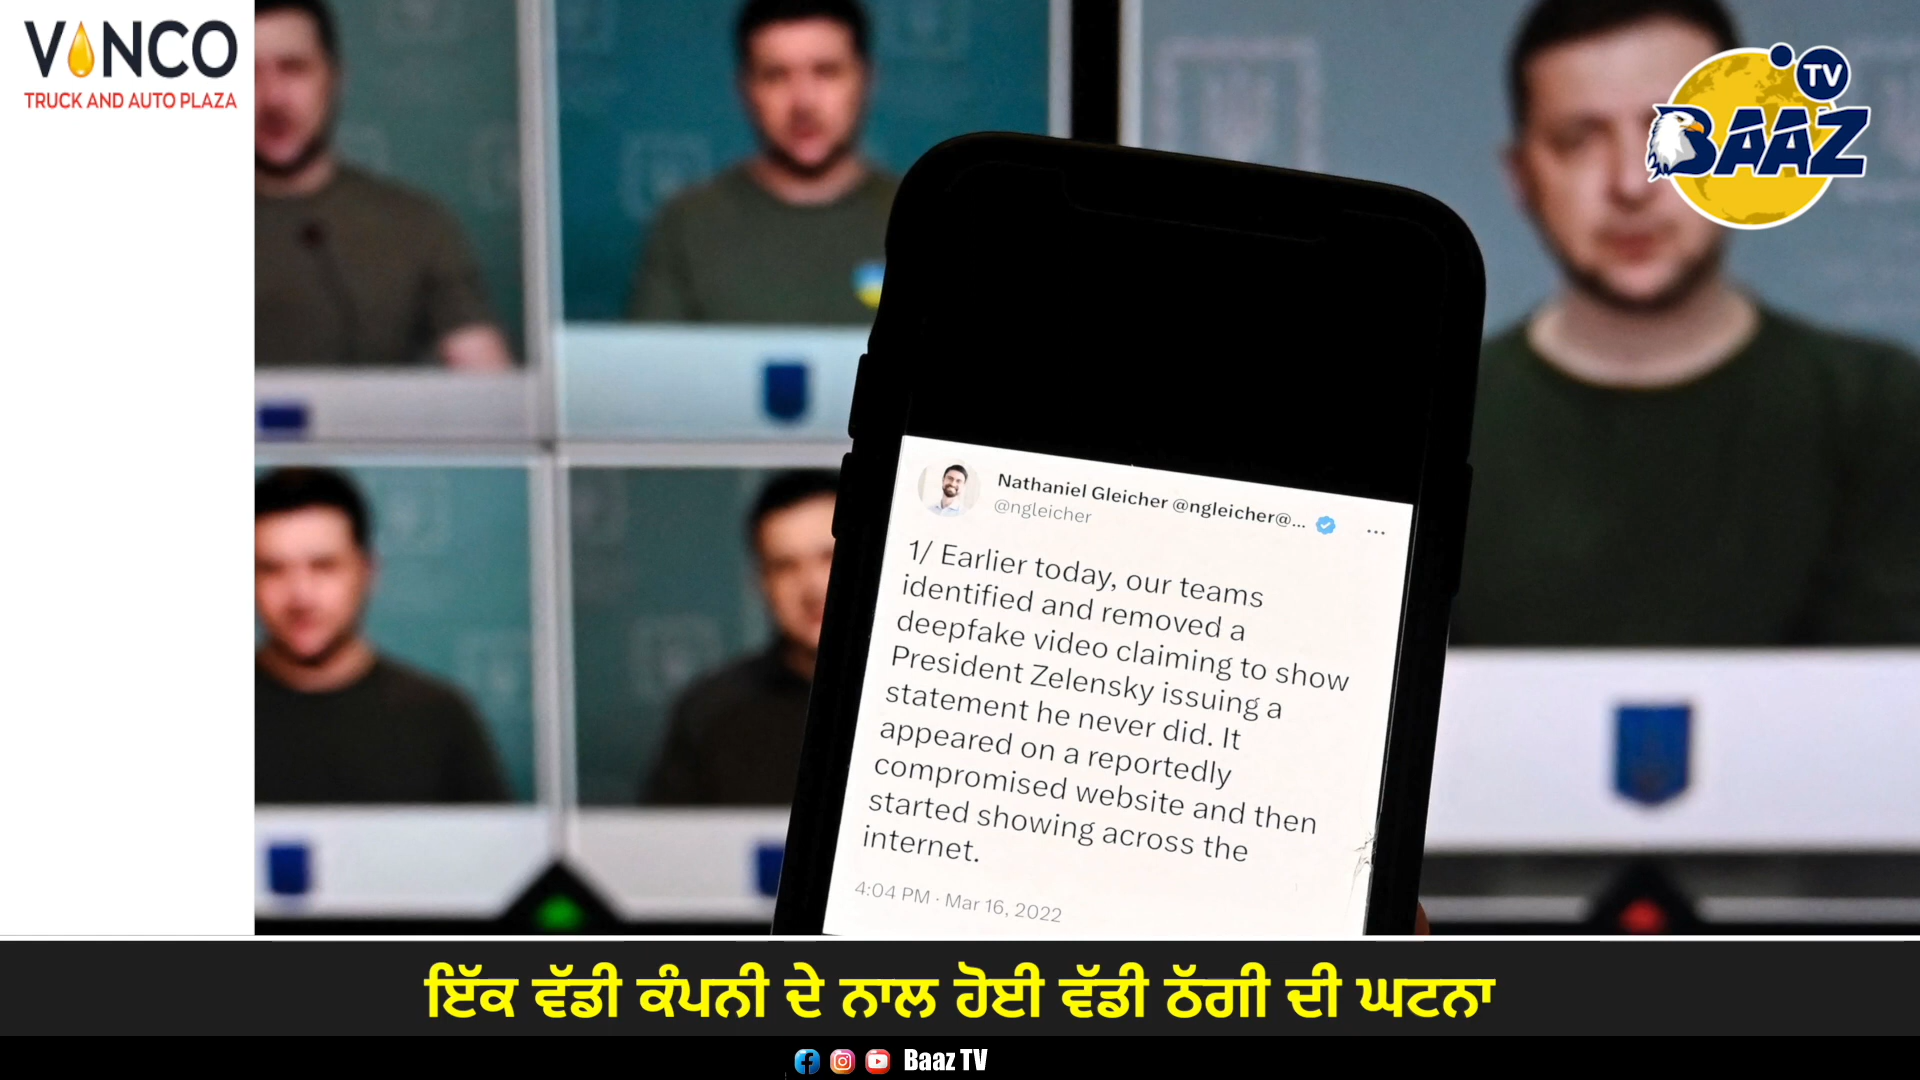 VANCO
TRUCK AND AUTO PLAZA
TV
BAAZ
Nathaniel Gleicher @ngleicher@...
@ngleicher
1/ Earlier today, our teams
identified and removed a
deepfake video claiming to show
President Zelensky issuing a
statement he never did. It
appeared on a reportedly
compromised website and then
started showing across the
internet.
4:04 PM · Mar 16, 2022
ਇੱਕ ਵੱਡੀ ਕੰਪਨੀ ਦੇ ਨਾਲ ਹੋਈ ਵੱਡੀ ਠੱਗੀ ਦੀ ਘਟਨਾ
Baaz TV